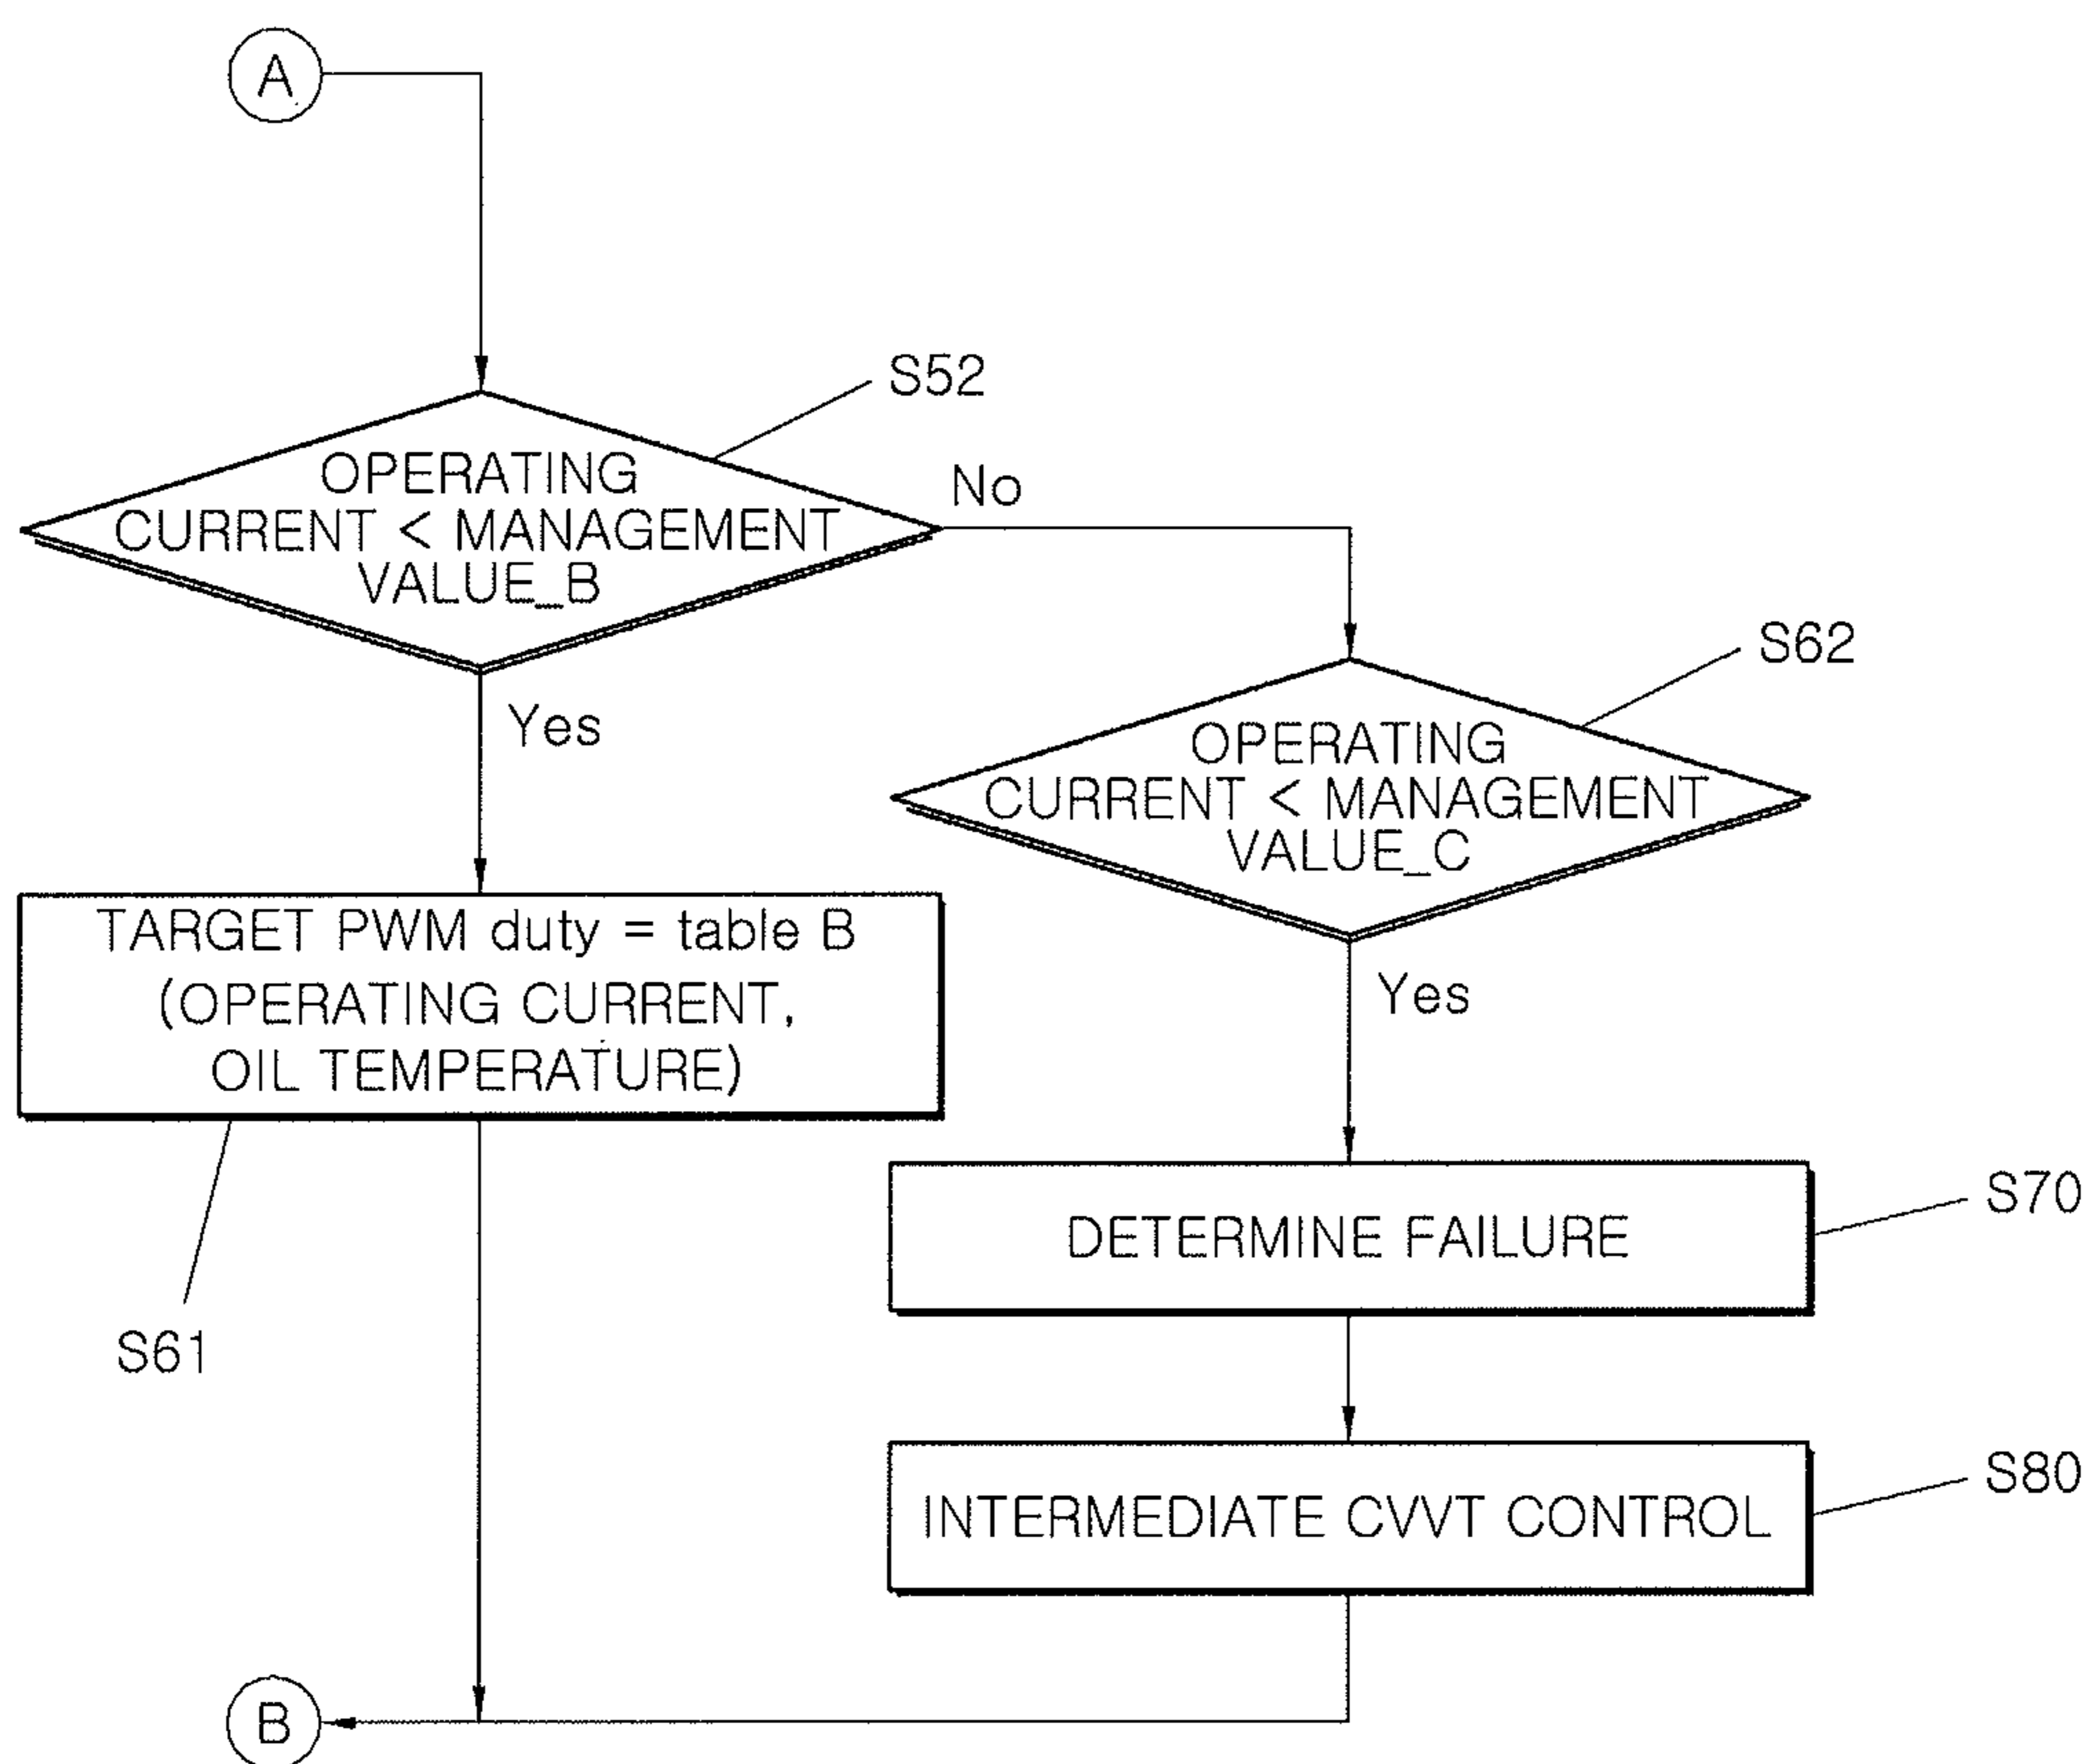 A
S52
OPERATING
CURRENT < MANAGEMENT
VALUE_B
No
Yes
S62
OPERATING
CURRENT < MANAGEMENT
VALUE_C
Yes
TARGET PWM duty = table B
(OPERATING CURRENT,
OIL TEMPERATURE)
S61
DETERMINE FAILURE
S70
INTERMEDIATE CVVT CONTROL
S80
B